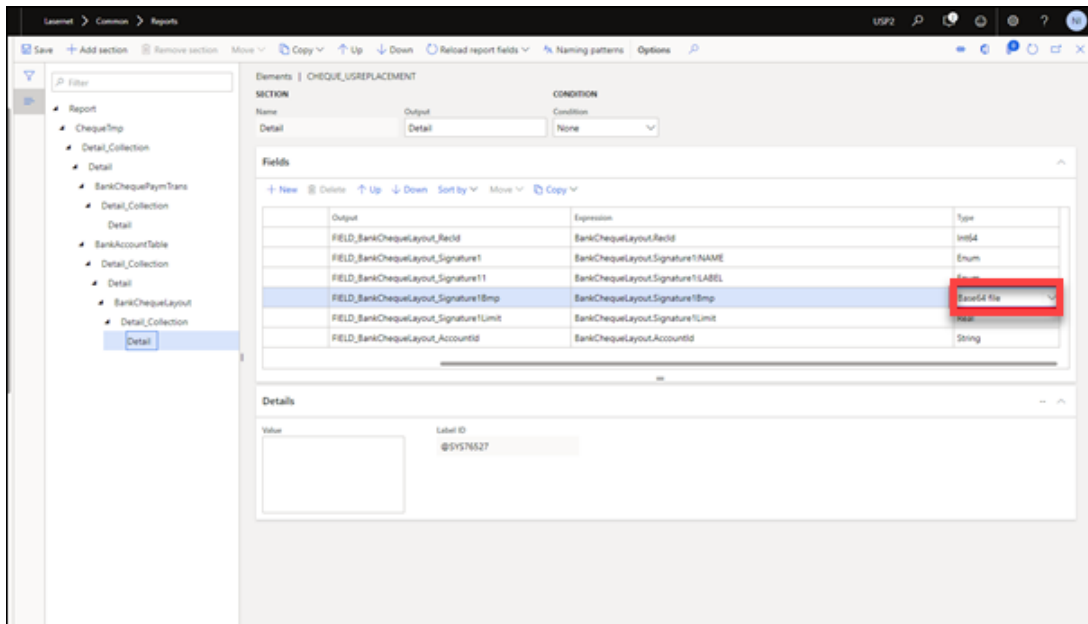 Lasernet > Common > Reports
USP2
NI
Save + Add section Remove section Move Copy Up Down Reload report fields Naming patterns Options
Filter
Report
ChequeTmp
Detail_Collection
Detail
BankChequePaymTrans
Detail_Collection
Detail
BankAccountTable
Detail_Collection
Detail
BankChequeLayout
Detail_Collection
Detail
Elements | CHEQUE_USREPLACEMENT
SECTION CONDITION
Name Output Condition
Detail Detail None
Fields
+ New Delete Up Down Sort by Move Copy
Output Expression Type
FIELD_BankChequeLayout_RecId BankChequeLayout.RecId Int64
FIELD_BankChequeLayout_Signature1 BankChequeLayout.Signature1:NAME Enum
FIELD_BankChequeLayout_Signature11 BankChequeLayout.Signature1:LABEL Enum
FIELD_BankChequeLayout_Signature1Bmp BankChequeLayout.Signature1Bmp Base64 file
FIELD_BankChequeLayout_Signature1Limit BankChequeLayout.Signature1Limit Real
FIELD_BankChequeLayout_AccountId BankChequeLayout.AccountId String
Details
Value Label ID
@SYS76527